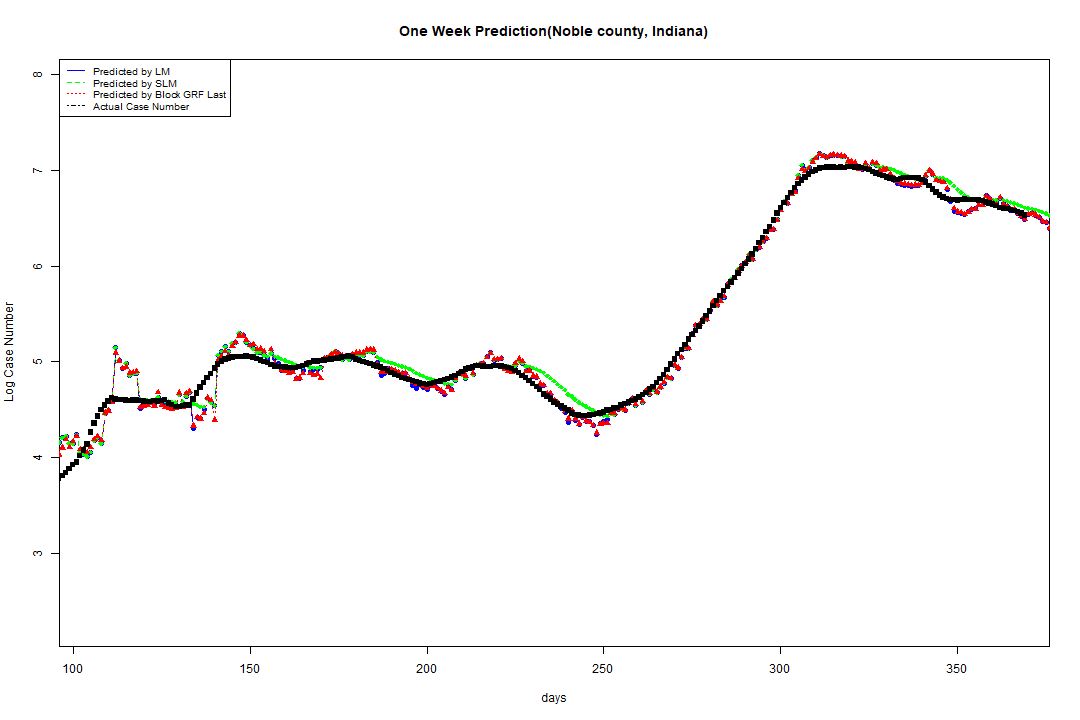 One Week Prediction(Noble county, Indiana)
Predicted by LM
Predicted by SLM
Predicted by Block GRF Last
Actual Case Number
8
7
6
5
4
3
Log Case Number
100 150 200 250 300 350
days